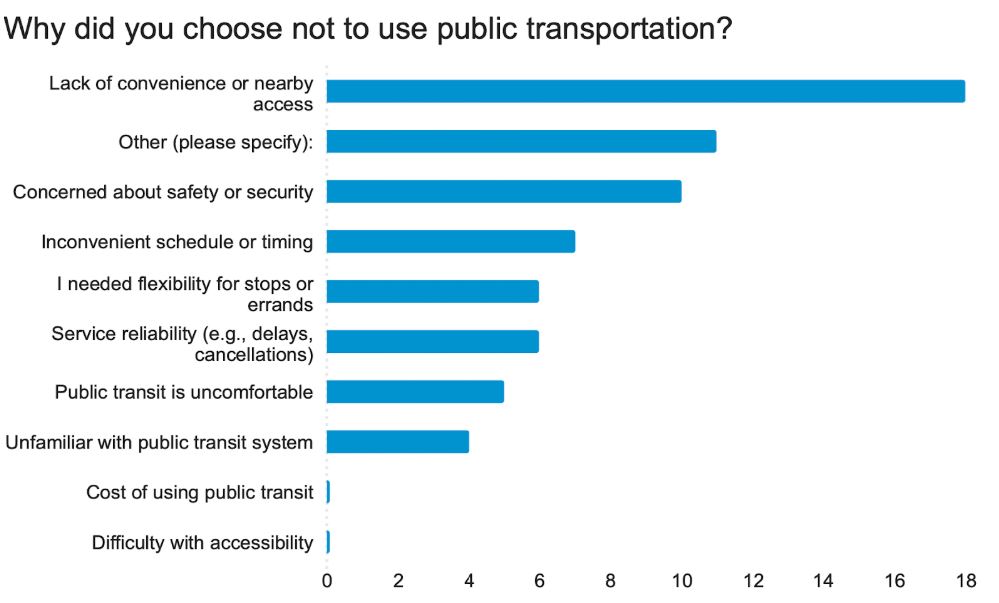 Why did you choose not to use public transportation?
Lack of convenience or nearby
access
Other (please specify):
Concerned about safety or security
Inconvenient schedule or timing
I needed flexibility for stops or
errands
Service reliability (e.g., delays,
cancellations)
Public transit is uncomfortable
Unfamiliar with public transit system
Cost of using public transit
Difficulty with accessibility
0 2 4 6 8 10 12 14 16 18